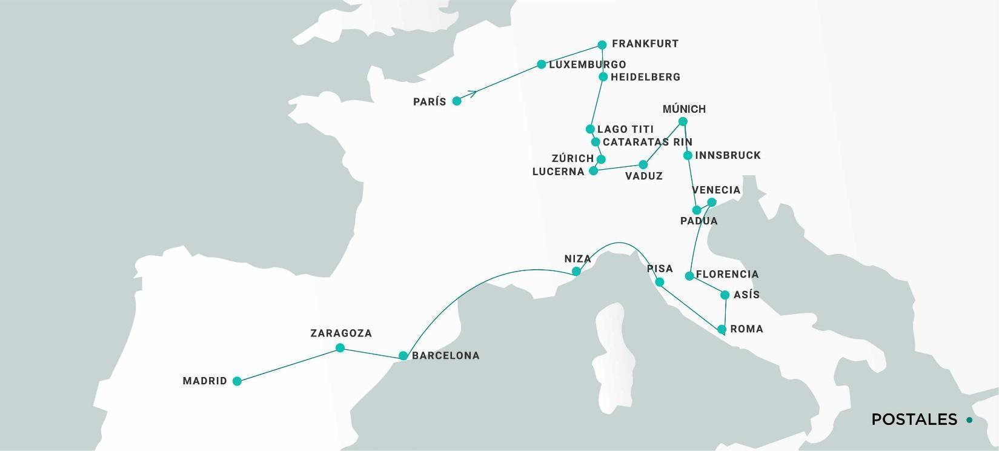 FRANKFURT
LUXEMBURGO
HEIDELBERG
PARÍS
MÚNICH
LAGO TITI
CATARATAS RIN
INNSBRUCK
ZÚRICH
LUCERNA
VADUZ
VENECIA
PADUA
NIZA
PISA
FLORENCIA
ASÍS
ROMA
ZARAGOZA
BARCELONA
MADRID
POSTALES